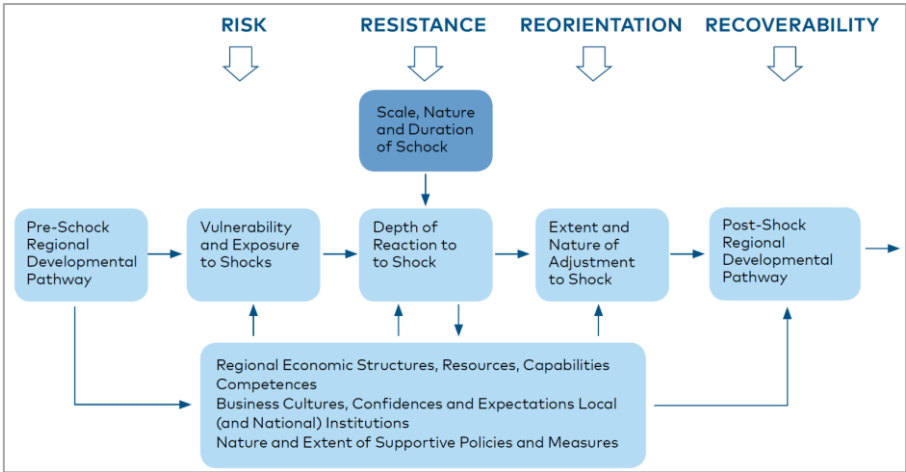 RISK
RESISTANCE
REORIENTATION
RECOVERABILITY
Scale, Nature
and Duration
of Schock
Pre-Schock
Regional
Developmental
Pathway
Vulnerability
and Exposure
to Shocks
Depth of
Reaction to
to Shock
Extent and
Nature of
Adjustment
to Shock
Post-Shock
Regional
Developmental
Pathway
Regional Economic Structures, Resources, Capabilities
Competences
Business Cultures, Confidences and Expectations Local
(and National) Institutions
Nature and Extent of Supportive Policies and Measures